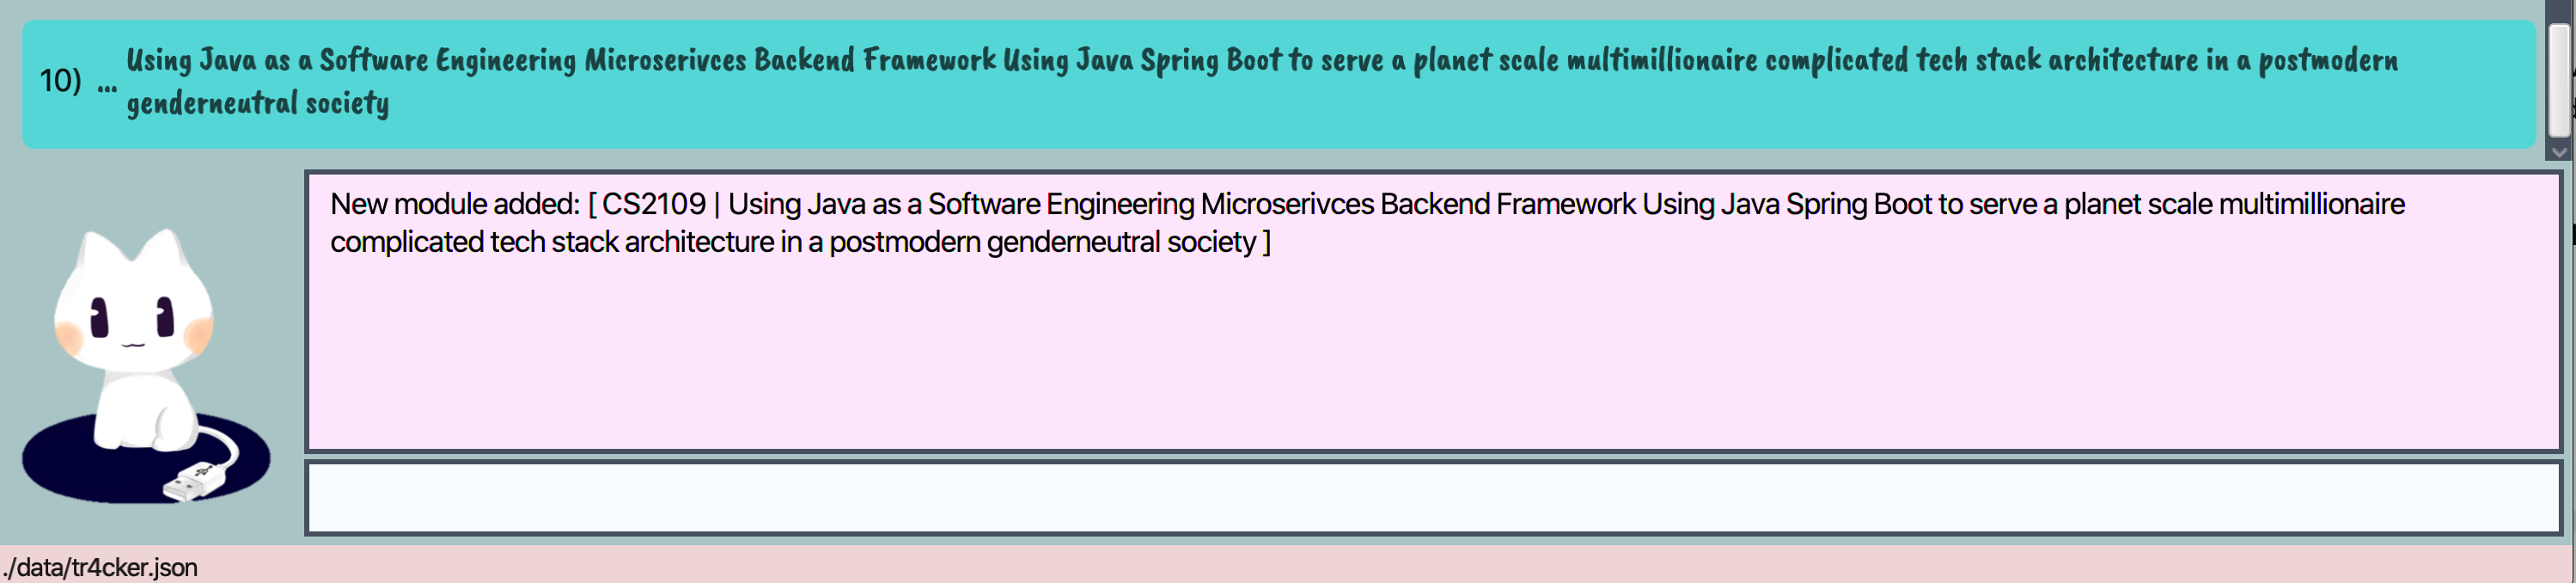 10) ... Using Java as a Software Engineering Microserivces Backend Framework Using Java Spring Boot to serve a planet scale multimillionaire complicated tech stack architecture in a postmodern
genderneutral society
New module added: [ CS2109 | Using Java as a Software Engineering Microserivces Backend Framework Using Java Spring Boot to serve a planet scale multimillionaire
complicated tech stack architecture in a postmodern genderneutral society ]
./data/tr4cker.json